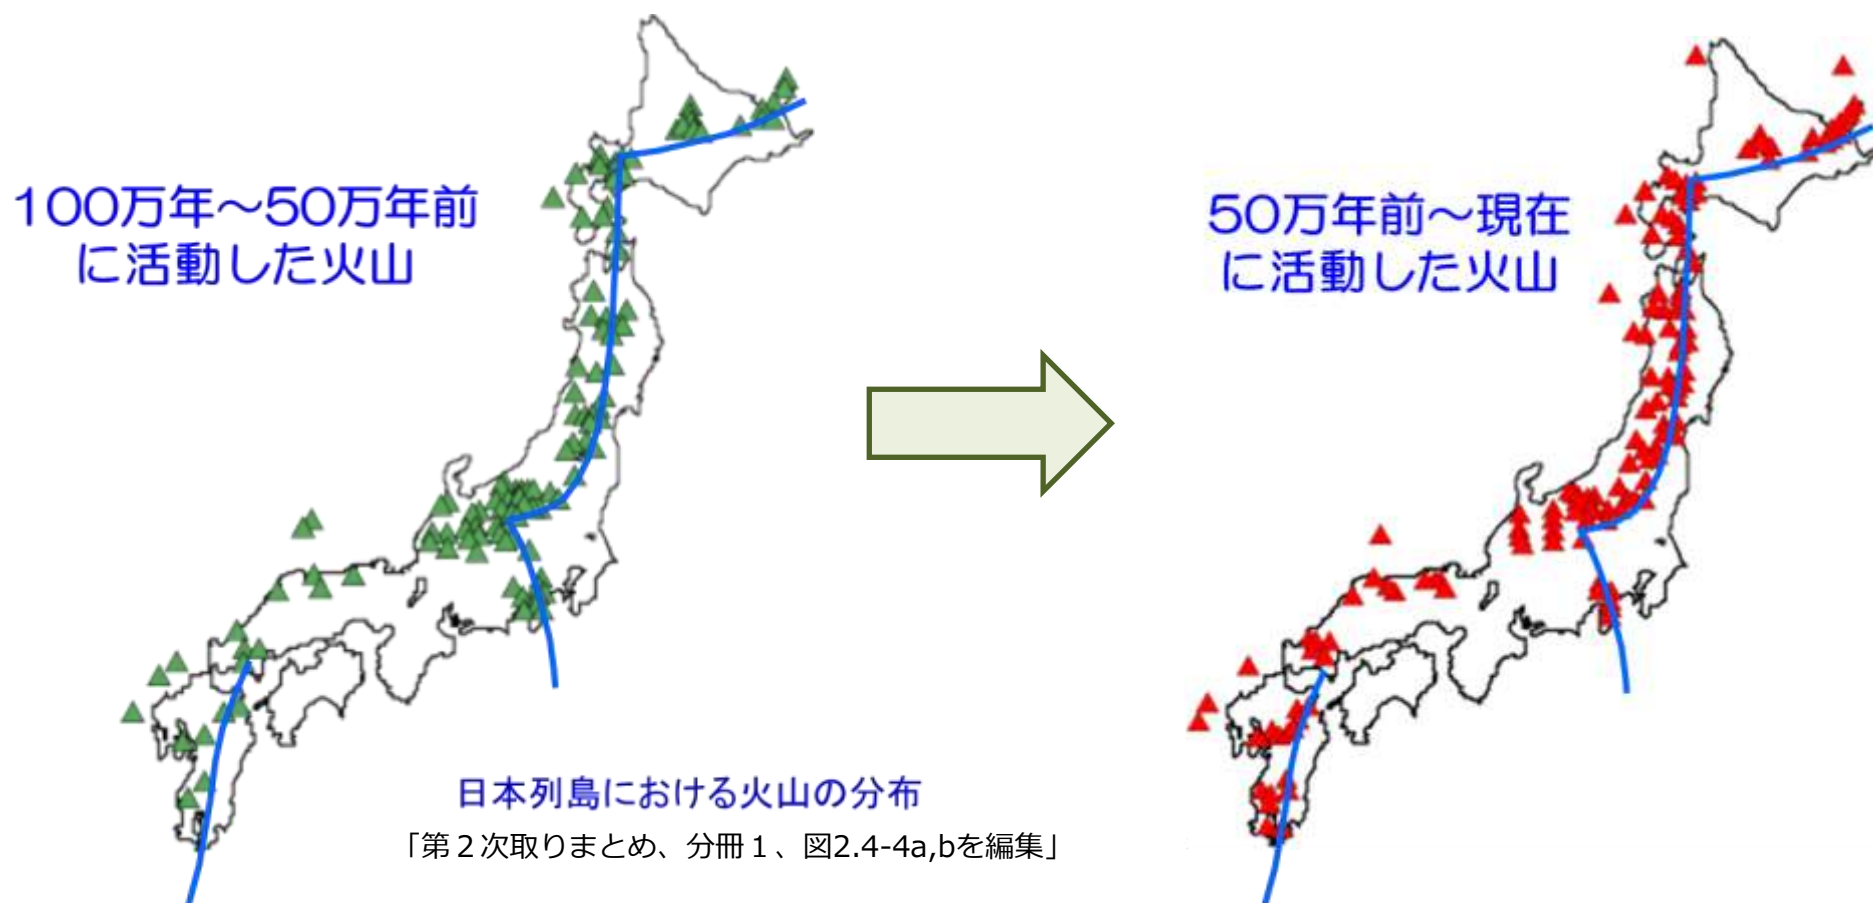 100万年～50万年前
に活動した火山
50万年前～現在
に活動した火山
日本列島における火山の分布
「第２次取りまとめ、分冊１、図2.4-4a,bを編集」